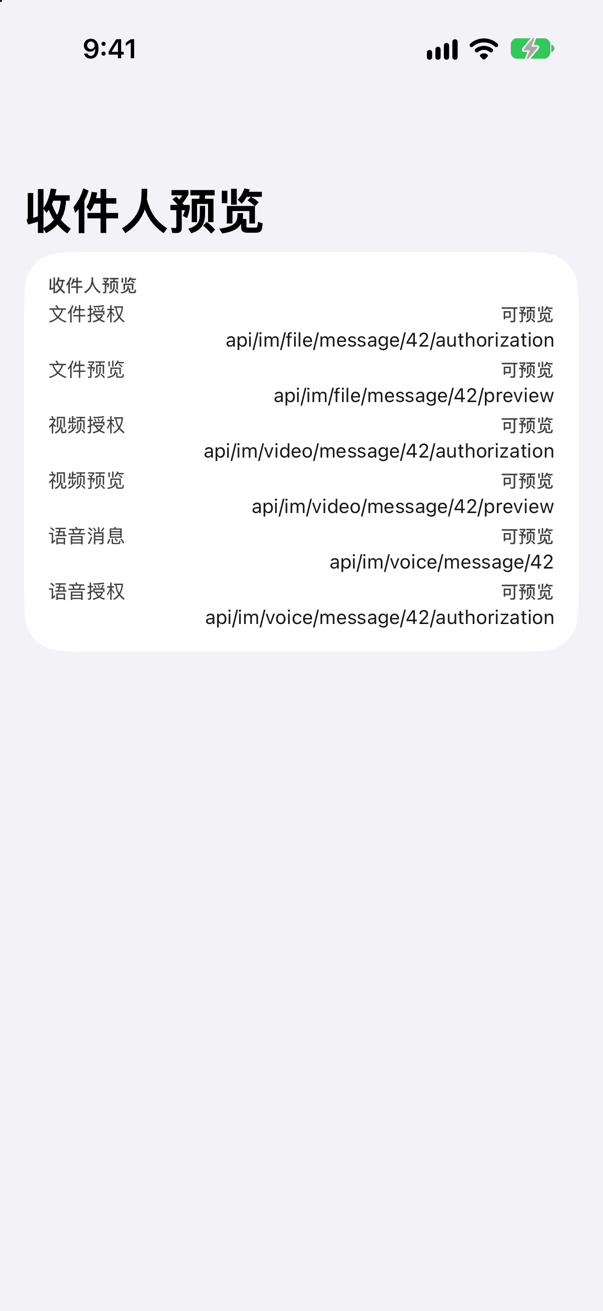 9:41
收件人预览
收件人预览
文件授权 可预览
api/im/file/message/42/authorization
文件预览 可预览
api/im/file/message/42/preview
视频授权 可预览
api/im/video/message/42/authorization
视频预览 可预览
api/im/video/message/42/preview
语音消息 可预览
api/im/voice/message/42
语音授权 可预览
api/im/voice/message/42/authorization